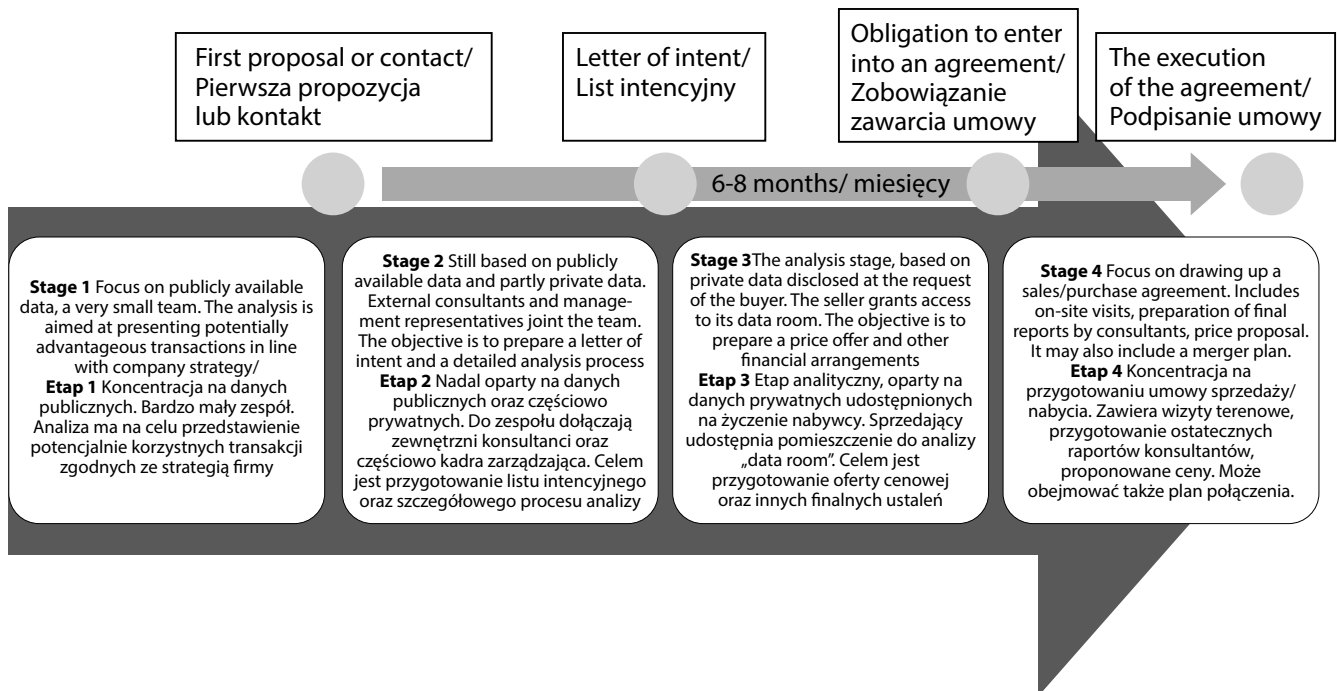 First proposal or contact/
Pierwsza propozycja
lub kontakt
Letter of intent/
List intencyjny
Obligation to enter
into an agreement/
Zobowiązanie
zawarcia umowy
The execution
of the agreement/
Podpisanie umowy
6-8 months/ miesięcy
Stage 1 Focus on publicly available
data, a very small team. The analysis is
aimed at presenting potentially
advantageous transactions in line
with company strategy/
Etap 1 Koncentracja na danych
publicznych. Bardzo mały zespół.
Analiza ma na celu przedstawienie
potencjalnie korzystnych transakcji
zgodnych ze strategią firmy
Stage 2 Still based on publicly
available data and partly private data.
External consultants and manage-
ment representatives joint the team.
The objective is to prepare a letter of
intent and a detailed analysis process
Etap 2 Nadal oparty na danych
publicznych oraz częściowo
prywatnych. Do zespołu dołączają
zewnętrzni konsultanci oraz
częściowo kadra zarządzająca. Celem
jest przygotowanie listu intencyjnego
oraz szczegółowego procesu analizy
Stage 3The analysis stage, based on
private data disclosed at the request
of the buyer. The seller grants access
to its data room. The objective is to
prepare a price offer and other
financial arrangements
Etap 3 Etap analityczny, oparty na
danych prywatnych udostępnionych
na życzenie nabywcy. Sprzedający
udostępnia pomieszczenie do analizy
„data room”. Celem jest
przygotowanie oferty cenowej
oraz innych finalnych ustaleń
Stage 4 Focus on drawing up a
sales/purchase agreement. Includes
on-site visits, preparation of final
reports by consultants, price proposal.
It may also include a merger plan.
Etap 4 Koncentracja na
przygotowaniu umowy sprzedaży/
nabycia. Zawiera wizyty terenowe,
przygotowanie ostatecznych
raportów konsultantów,
proponowane ceny. Może
obejmować także plan połączenia.